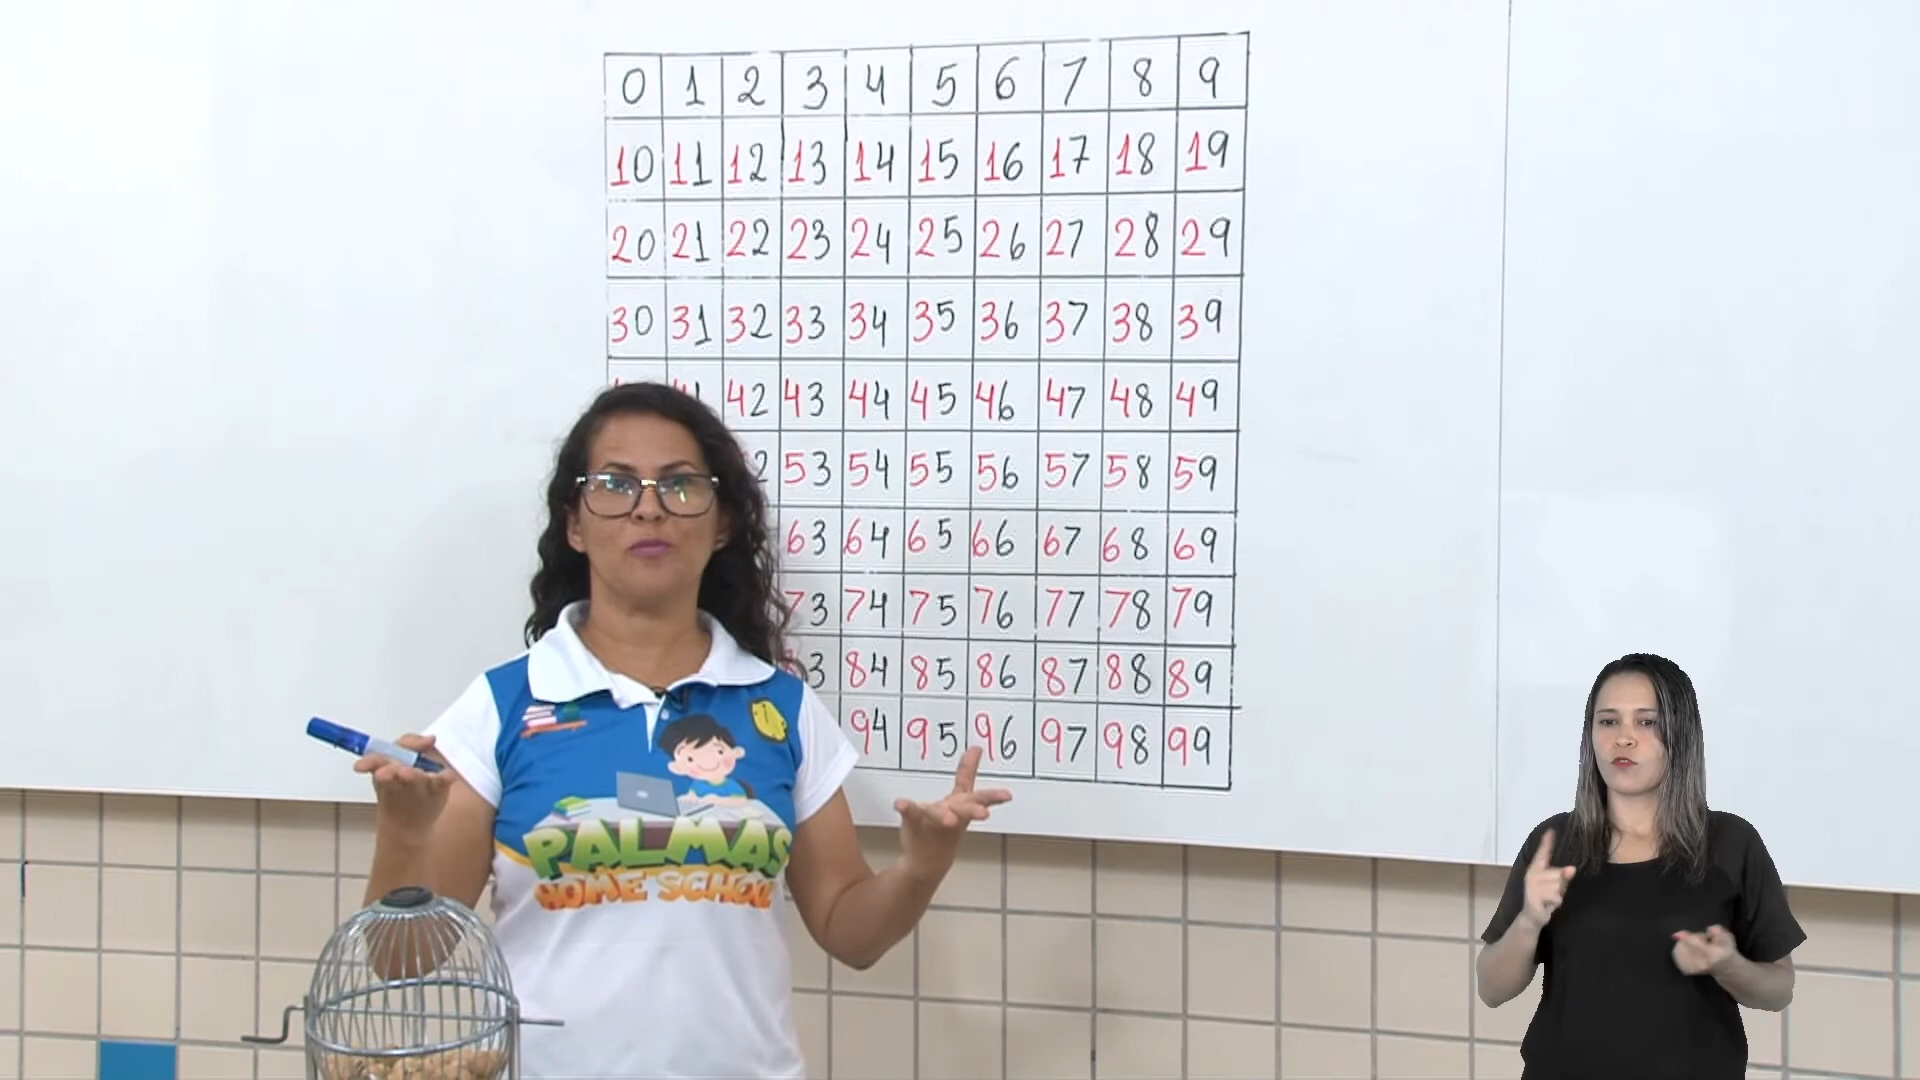 0 1 2 3 4 5 6 7 8 9
10 11 12 13 14 15 16 17 18 19
20 21 22 23 24 25 26 27 28 29
30 31 32 33 34 35 36 37 38 39
42 43 44 45 46 47 48 49
53 54 55 56 57 58 59
63 64 65 66 67 68 69
73 74 75 76 77 78 79
83 84 85 86 87 88 89
94 95 96 97 98 99
PALMAS
HOME SCHOOL